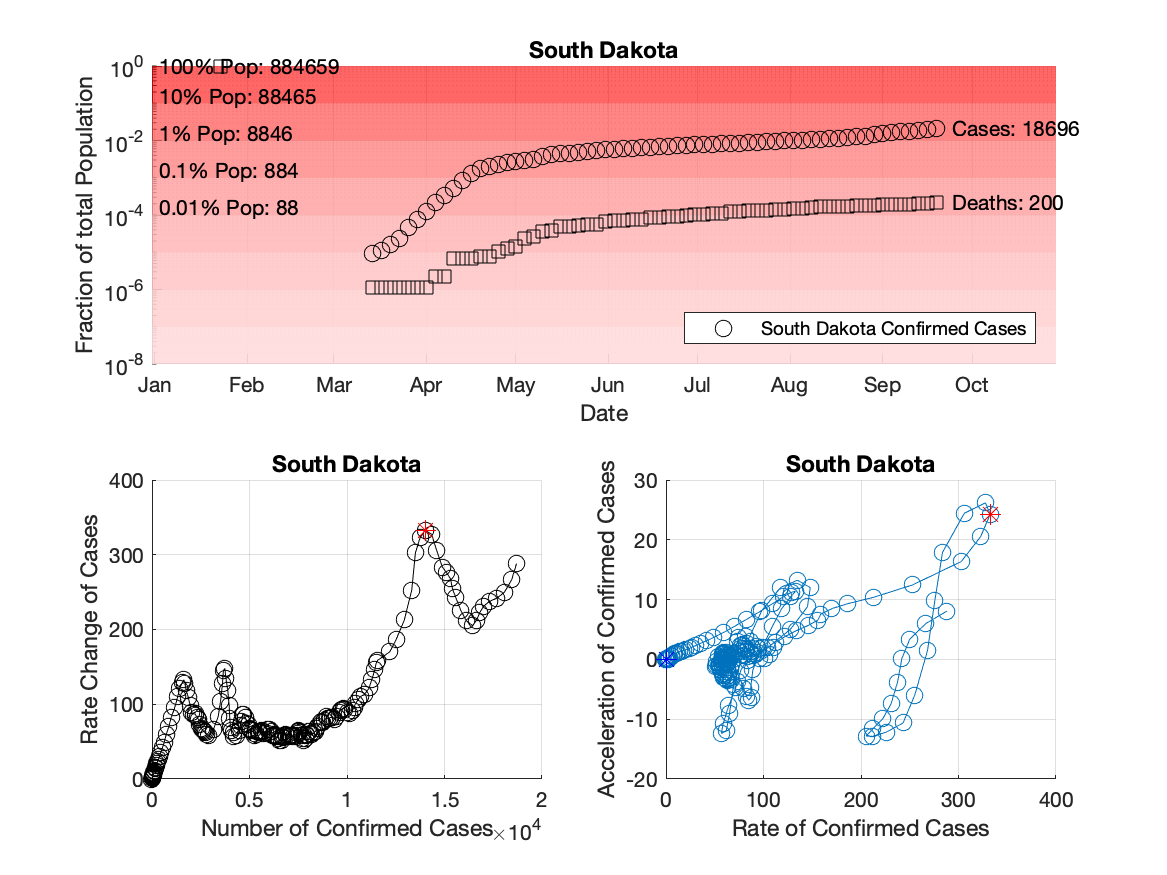 South Dakota
10^0
10^-2
10^-4
10^-6
10^-8
Fraction of total Population
100% Pop: 884659
10% Pop: 88465
1% Pop: 8846
0.1% Pop: 884
0.01% Pop: 88
Cases: 18696
Deaths: 200
South Dakota Confirmed Cases
Jan Feb Mar Apr May Jun Jul Aug Sep Oct
Date
South Dakota
400
300
200
100
0
Rate Change of Cases
0 0.5 1 1.5 2
Number of Confirmed Cases ×10^4
South Dakota
30
20
10
0
-10
-20
Acceleration of Confirmed Cases
0 100 200 300 400
Rate of Confirmed Cases